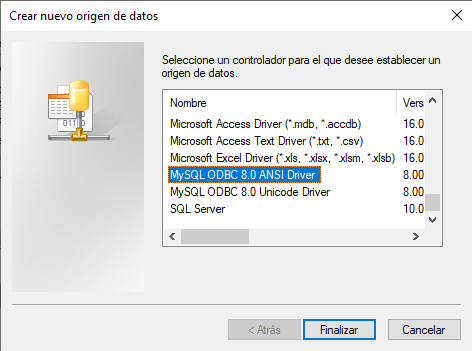 Crear nuevo origen de datos
Seleccione un controlador para el que desee establecer un
origen de datos.
Nombre Vers
Microsoft Access Driver (*.mdb, *.accdb) 16.0
Microsoft Access Text Driver (*.txt, *.csv) 16.0
Microsoft Excel Driver (*.xls, *.xlsx, *.xlsm, *.xlsb) 16.0
MySQL ODBC 8.0 ANSI Driver 8.00
MySQL ODBC 8.0 Unicode Driver 8.00
SQL Server 10.0
< Atrás Finalizar Cancelar